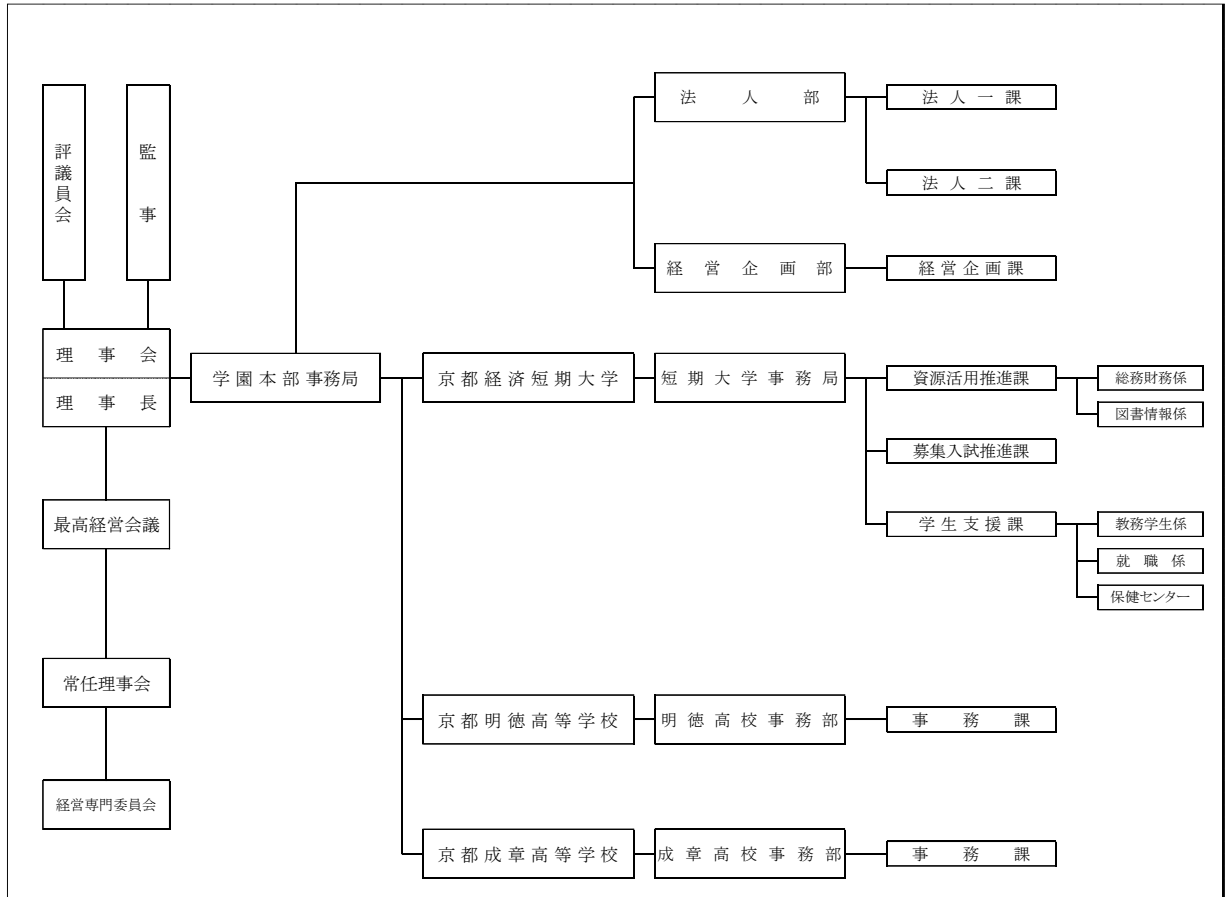 評議員会
監事
理事会
理事長
最高経営会議
常任理事会
経営専門委員会
学園本部事務局
法人部
法人一課
法人二課
経営企画部
経営企画課
京都経済短期大学
短期大学事務局
資源活用推進課
総務財務係
図書情報係
募集入試推進課
学生支援課
教務学生係
就職係
保健センター
京都明徳高等学校
明徳高校事務部
事務課
京都成章高等学校
成章高校事務部
事務課